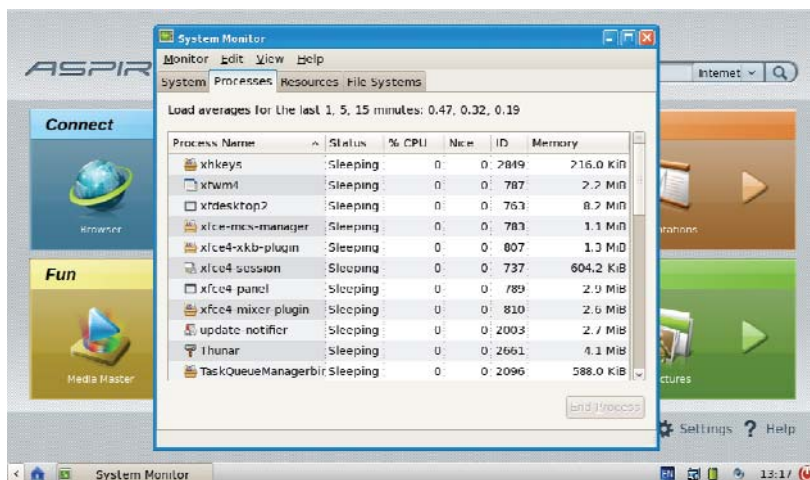 System Monitor
ASPIR
Monitor Edit View Help
Internet
System Processes Resources File Systems
Load averages for the last 1, 5, 15 minutes: 0.47, 0.32, 0.19
Connect
Process Name Status % CPU Nice ID Memory
xhkeys Sleeping 0 0 2849 216.0 KiB
xfwm4 Sleeping 0 0 787 2.2 MiB
xfdesktop2 Sleeping 0 0 763 8.2 MiB
xfce-mcs-manager Sleeping 0 0 783 1.1 MiB
Browser
ntations
xfce4-xkb-plugin Sleeping 0 0 807 1.3 MiB
xfce4-session Sleeping 0 0 737 604.2 KiB
Fun
xfce4-panel Sleeping 0 0 789 2.9 MiB
xfce4-mixer-plugin Sleeping 0 0 810 2.6 MiB
update-notifier Sleeping 0 0 2003 2.7 MiB
Thunar Sleeping 0 0 2661 4.1 MiB
TaskQueueManagerbir Sleeping 0 0 2096 588.0 KiB
Media Master
ctures
End Process
Settings ? Help
System Monitor
EN 13:17